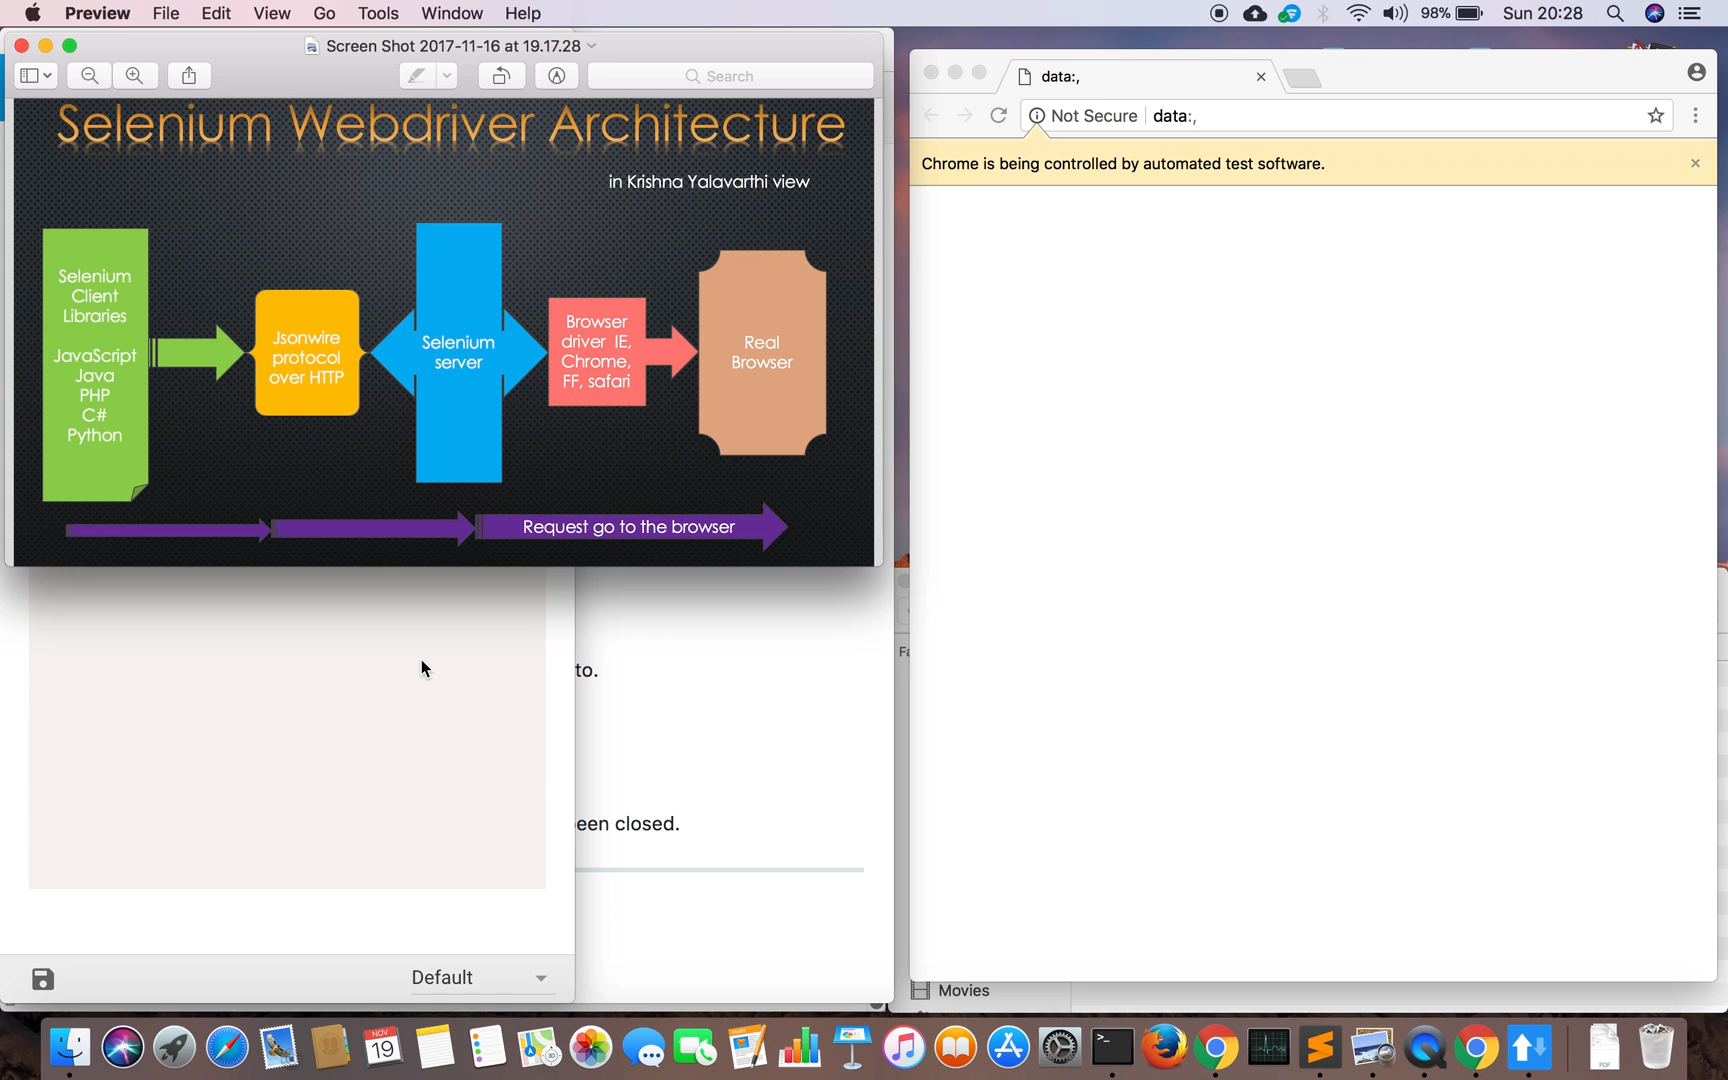 Preview File Edit View Go Tools Window Help
98% Sun 20:28
Screen Shot 2017-11-16 at 19.17.28
Search
Selenium Webdriver Architecture
in Krishna Yalavarthi view
Selenium
Client
Libraries
JavaScript
Java
PHP
C#
Python
Jsonwire
protocol
over HTTP
Selenium
server
Browser
driver IE,
Chrome,
FF, safari
Real
Browser
Request go to the browser
to.
een closed.
Default
data:,
Not Secure data:,
Chrome is being controlled by automated test software.
Fa
Movies
NOV
19
PDF